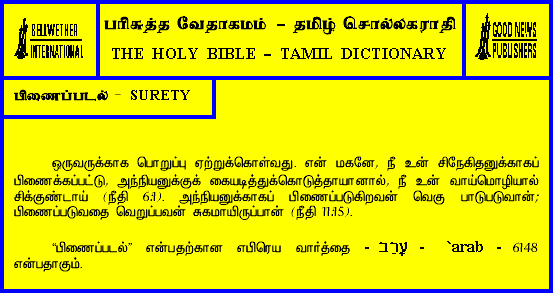 BELLWETHER
INTERNATIONAL
பரிசுத்த வேதாகமம் – தமிழ் சொல்லகராதி
THE HOLY BIBLE – TAMIL DICTIONARY
GOOD NEWS
PUBLISHERS
பிணைப்படல் – SURETY
ஒருவருக்காக பொறுப்பு ஏற்றுக்கொள்வது. என் மகனே, நீ உன் சிநேகிதனுக்காகப்
பிணைக்கப்பட்டு, அந்நியனுக்குக் கையடித்துக்கொடுத்தாயானால், நீ உன் வாய்மொழியால்
சிக்குண்டாய் (நீதி 6:1). அந்நியனுக்காகப் பிணைப்படுகிறவன் வெகு பாடுபடுவான்;
பிணைப்படுவதை வெறுப்பவன் சுகமாயிருப்பான் (நீதி 11:15).
“பிணைப்படல்” என்பதற்கான எபிரெய வார்த்தை - עָרַב - `arab - 6148
என்பதாகும்.